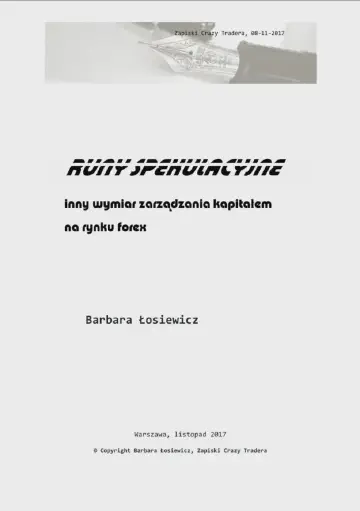 Zapiski Crazy Tradera, 08-11-2017
RUNY SPEKULACYJNE
inny wymiar zarządzania kapitałem
na rynku forex
Barbara Łosiewicz
Warszawa, listopad 2017
© Copyright Barbara Łosiewicz, Zapiski Crazy Tradera